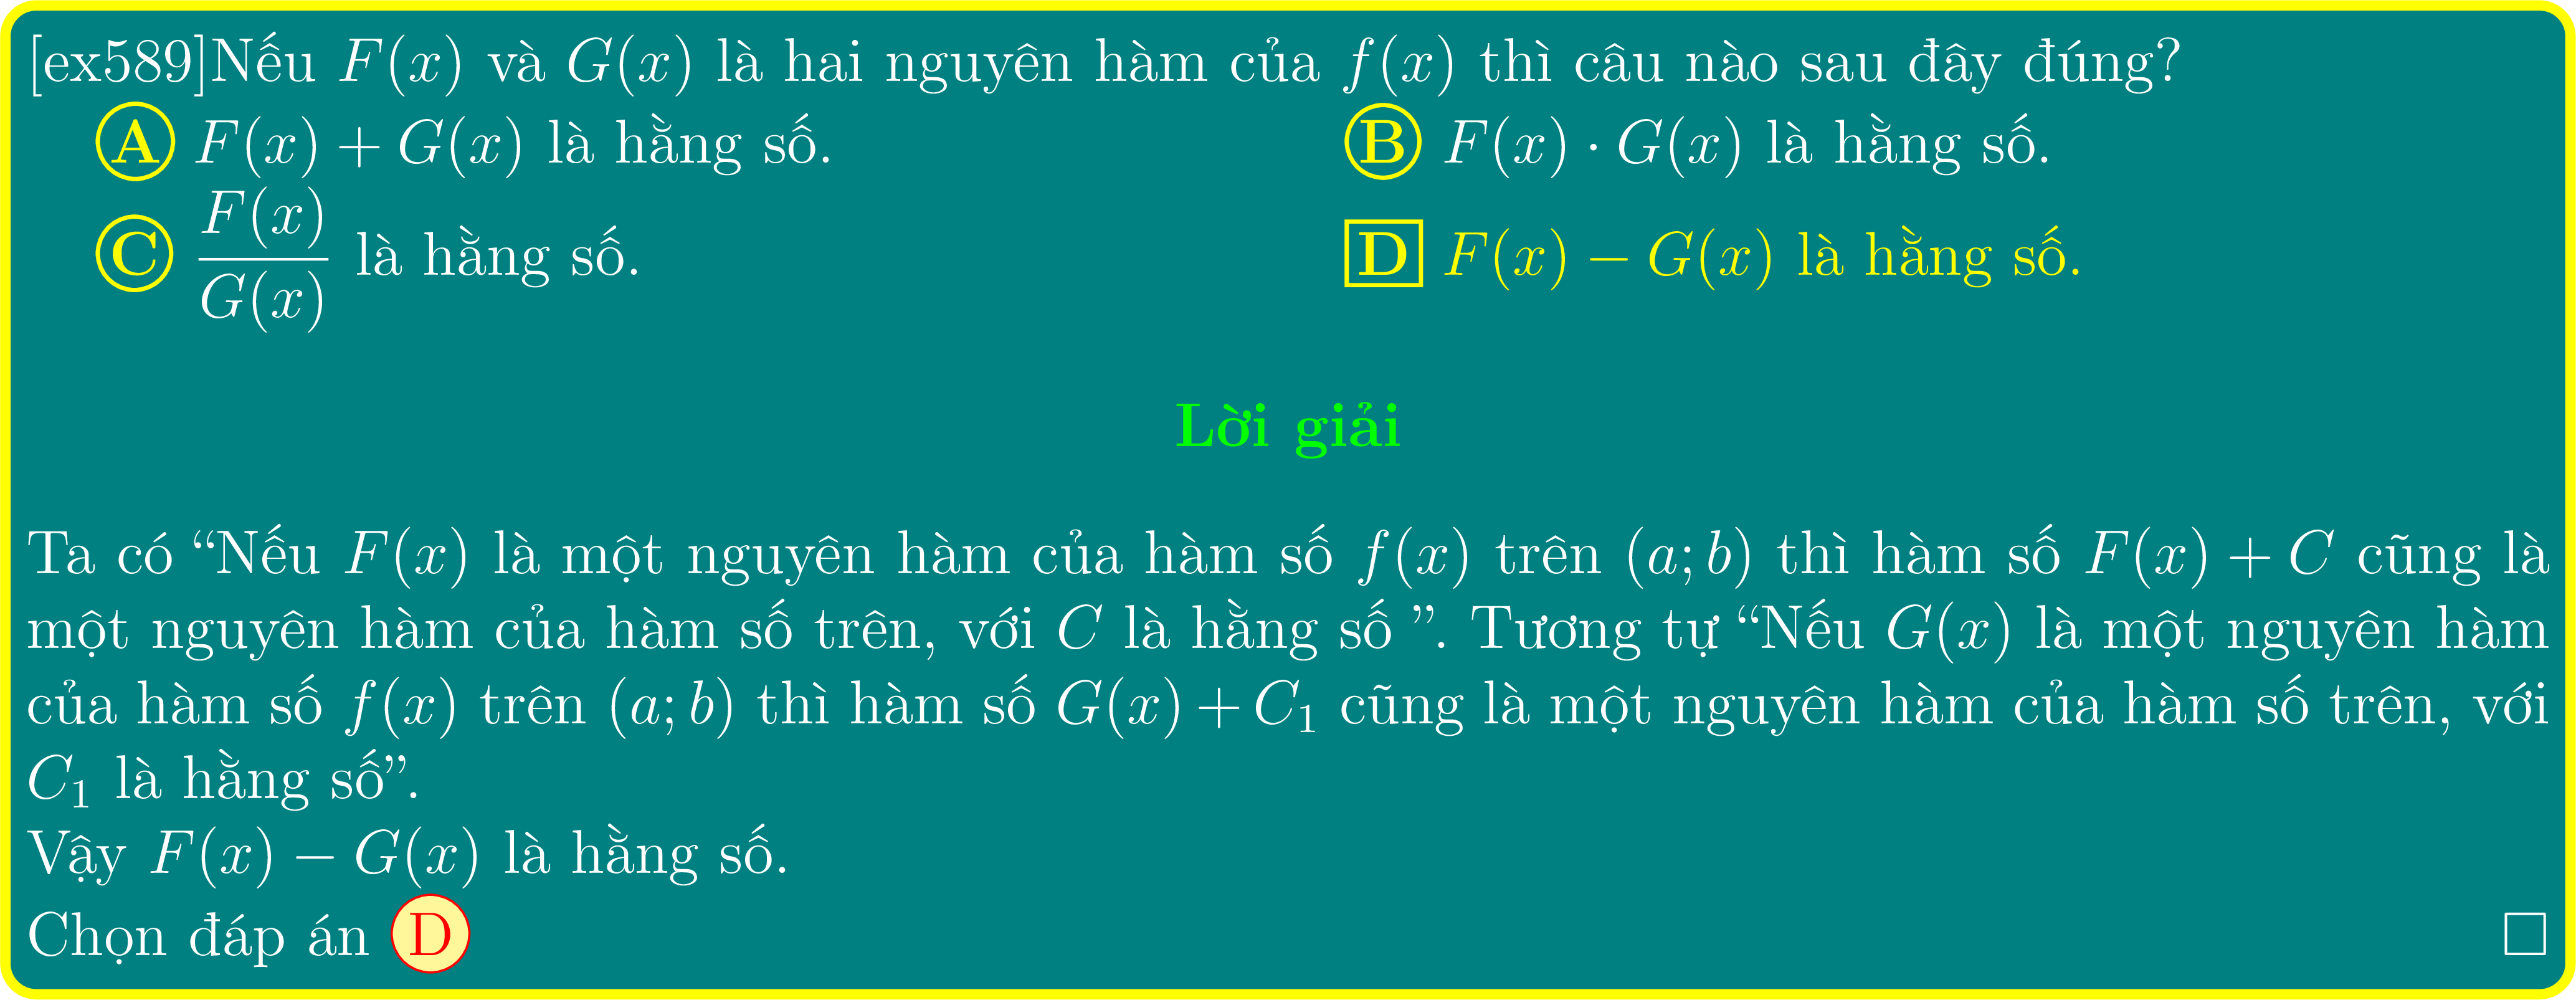 [ex589]Nếu F(x) và G(x) là hai nguyên hàm của f(x) thì câu nào sau đây đúng?
A F(x) + G(x) là hằng số. B F(x) · G(x) là hằng số.
C F(x)/G(x) là hằng số. D F(x) − G(x) là hằng số.
Lời giải
Ta có “Nếu F(x) là một nguyên hàm của hàm số f(x) trên (a; b) thì hàm số F(x) + C cũng là
một nguyên hàm của hàm số trên, với C là hằng số ”. Tương tự “Nếu G(x) là một nguyên hàm
của hàm số f(x) trên (a; b) thì hàm số G(x) + C₁ cũng là một nguyên hàm của hàm số trên, với
C₁ là hằng số”.
Vậy F(x) − G(x) là hằng số.
Chọn đáp án D □